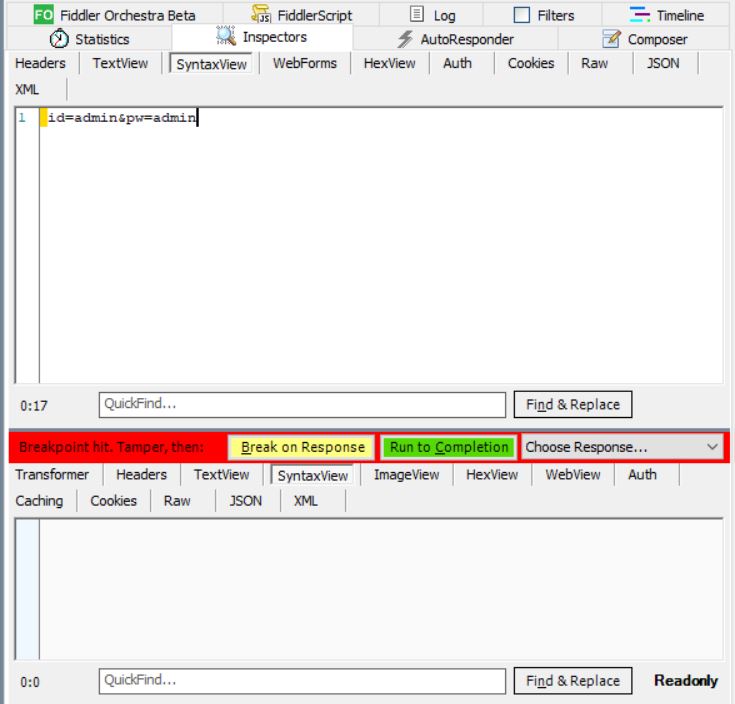 FO Fiddler Orchestra Beta JS FiddlerScript Log Filters Timeline
Statistics Inspectors AutoResponder Composer
Headers TextView SyntaxView WebForms HexView Auth Cookies Raw JSON
XML
1 id=admin&pw=admin
0:17 QuickFind... Find & Replace
Breakpoint hit. Tamper, then: Break on Response Run to Completion Choose Response...
Transformer Headers TextView SyntaxView ImageView HexView WebView Auth
Caching Cookies Raw JSON XML
0:0 QuickFind... Find & Replace Readonly